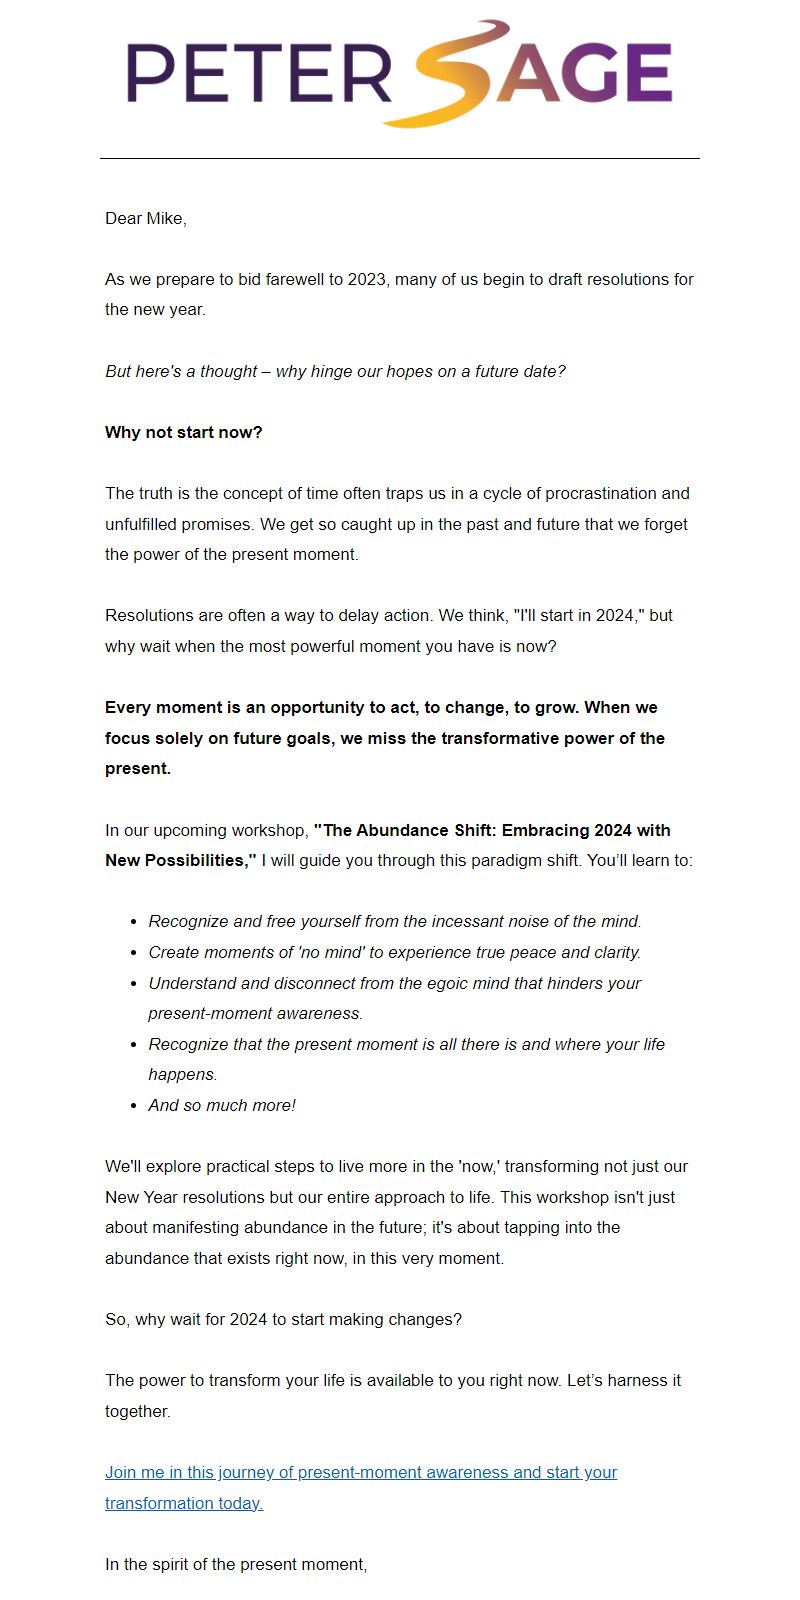 PETER SAGE
Dear Mike,
As we prepare to bid farewell to 2023, many of us begin to draft resolutions for
the new year.
But here's a thought – why hinge our hopes on a future date?
Why not start now?
The truth is the concept of time often traps us in a cycle of procrastination and
unfulfilled promises. We get so caught up in the past and future that we forget
the power of the present moment.
Resolutions are often a way to delay action. We think, "I'll start in 2024," but
why wait when the most powerful moment you have is now?
Every moment is an opportunity to act, to change, to grow. When we
focus solely on future goals, we miss the transformative power of the
present.
In our upcoming workshop, "The Abundance Shift: Embracing 2024 with
New Possibilities," I will guide you through this paradigm shift. You’ll learn to:
• Recognize and free yourself from the incessant noise of the mind.
• Create moments of 'no mind' to experience true peace and clarity.
• Understand and disconnect from the egoic mind that hinders your
present-moment awareness.
• Recognize that the present moment is all there is and where your life
happens.
• And so much more!
We'll explore practical steps to live more in the 'now,' transforming not just our
New Year resolutions but our entire approach to life. This workshop isn't just
about manifesting abundance in the future; it's about tapping into the
abundance that exists right now, in this very moment.
So, why wait for 2024 to start making changes?
The power to transform your life is available to you right now. Let’s harness it
together.
Join me in this journey of present-moment awareness and start your
transformation today.
In the spirit of the present moment,